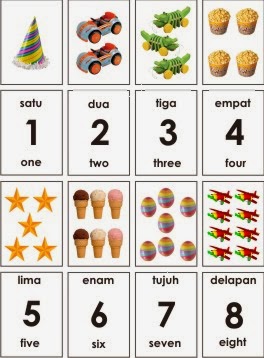 satu dua tiga empat
1 2 3 4
one two three four
lima enam tujuh delapan
5 6 7 8
five six seven eight